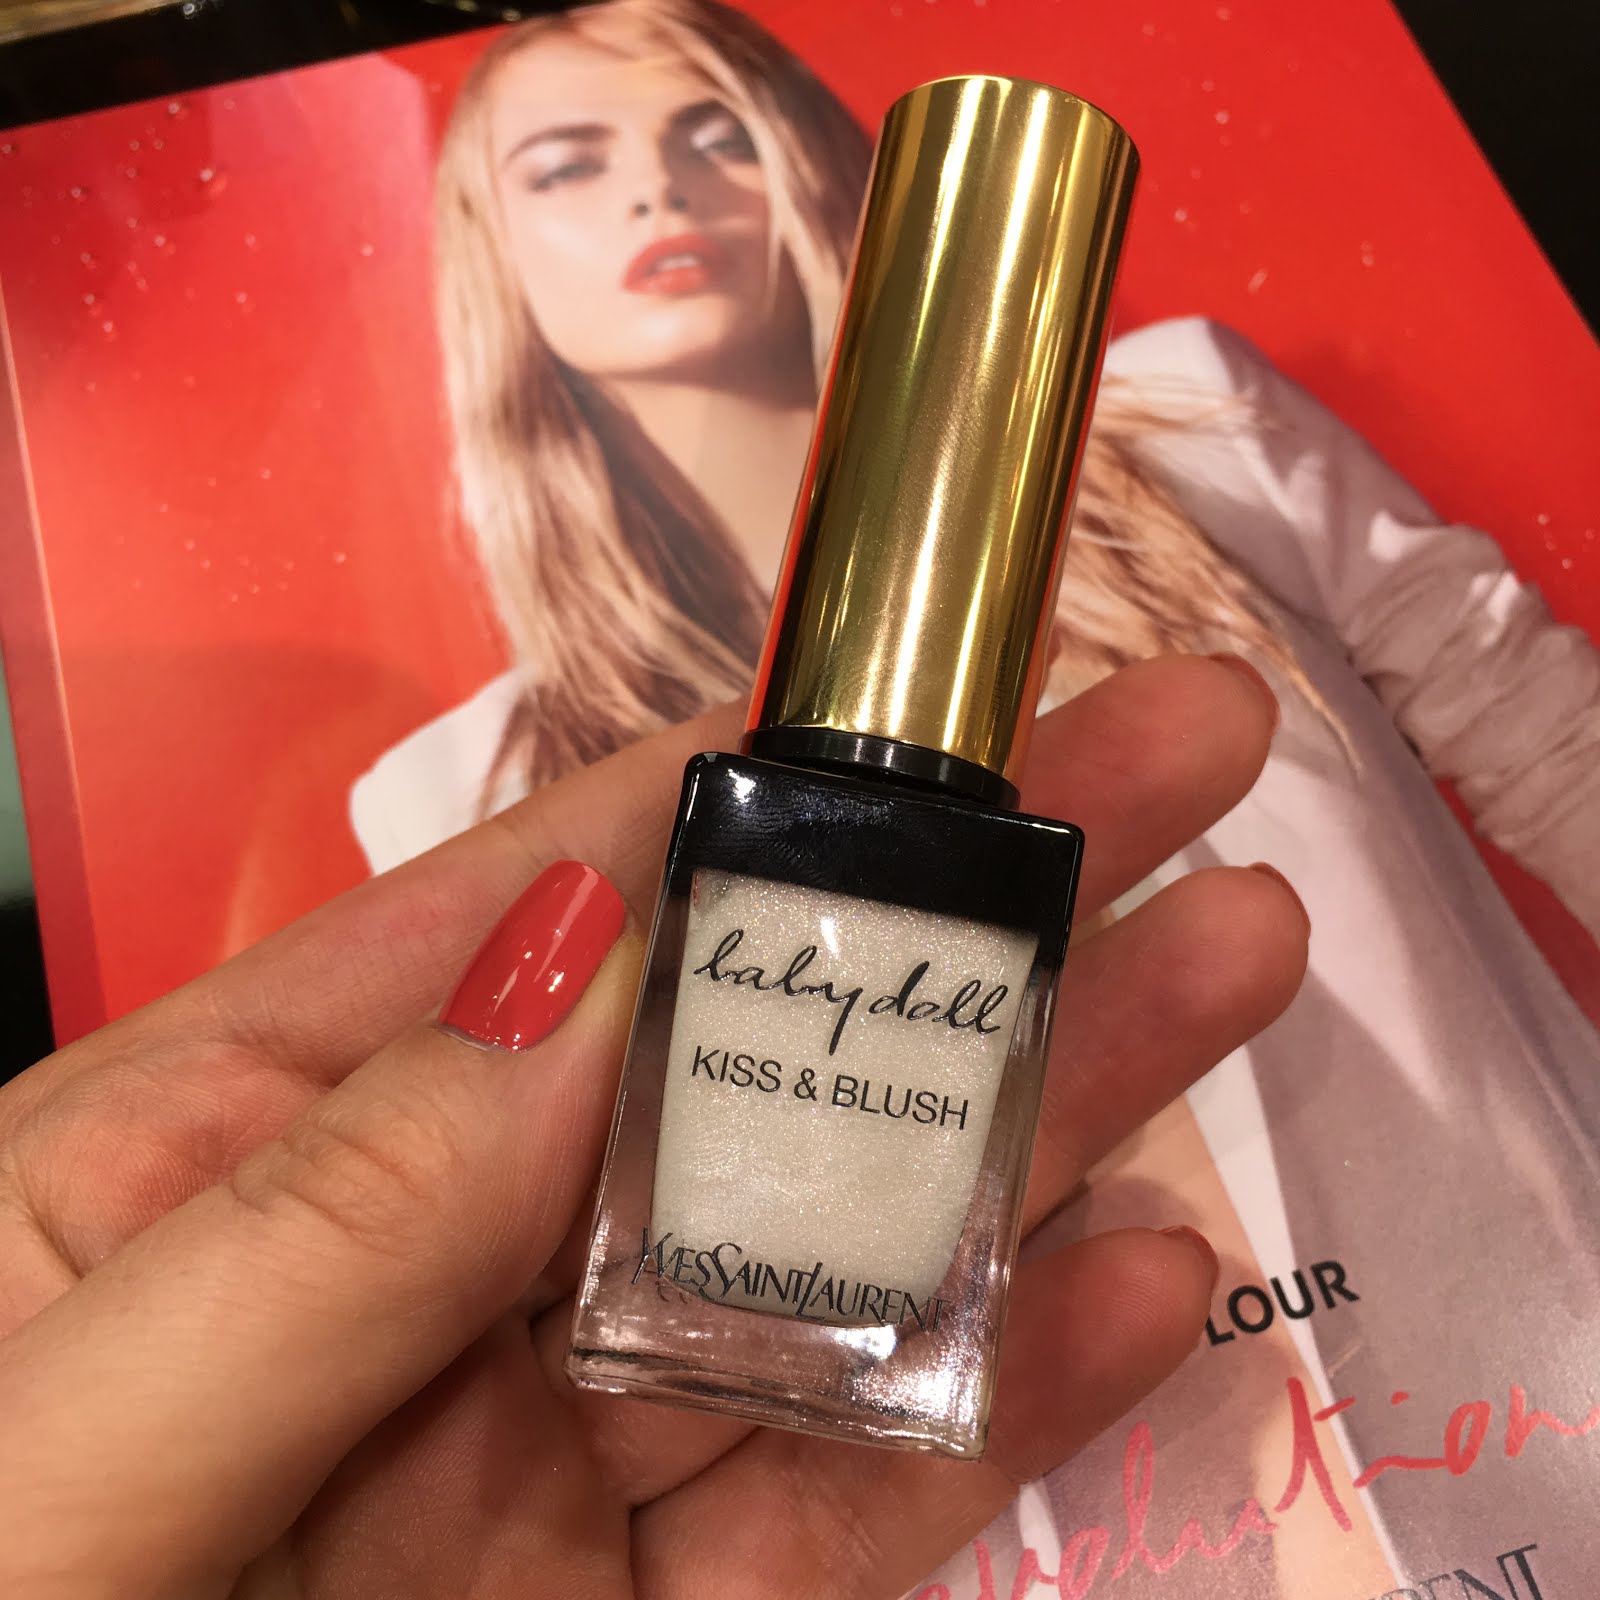 baby doll
KISS & BLUSH
YVESSAINTLAURENT
LOUR